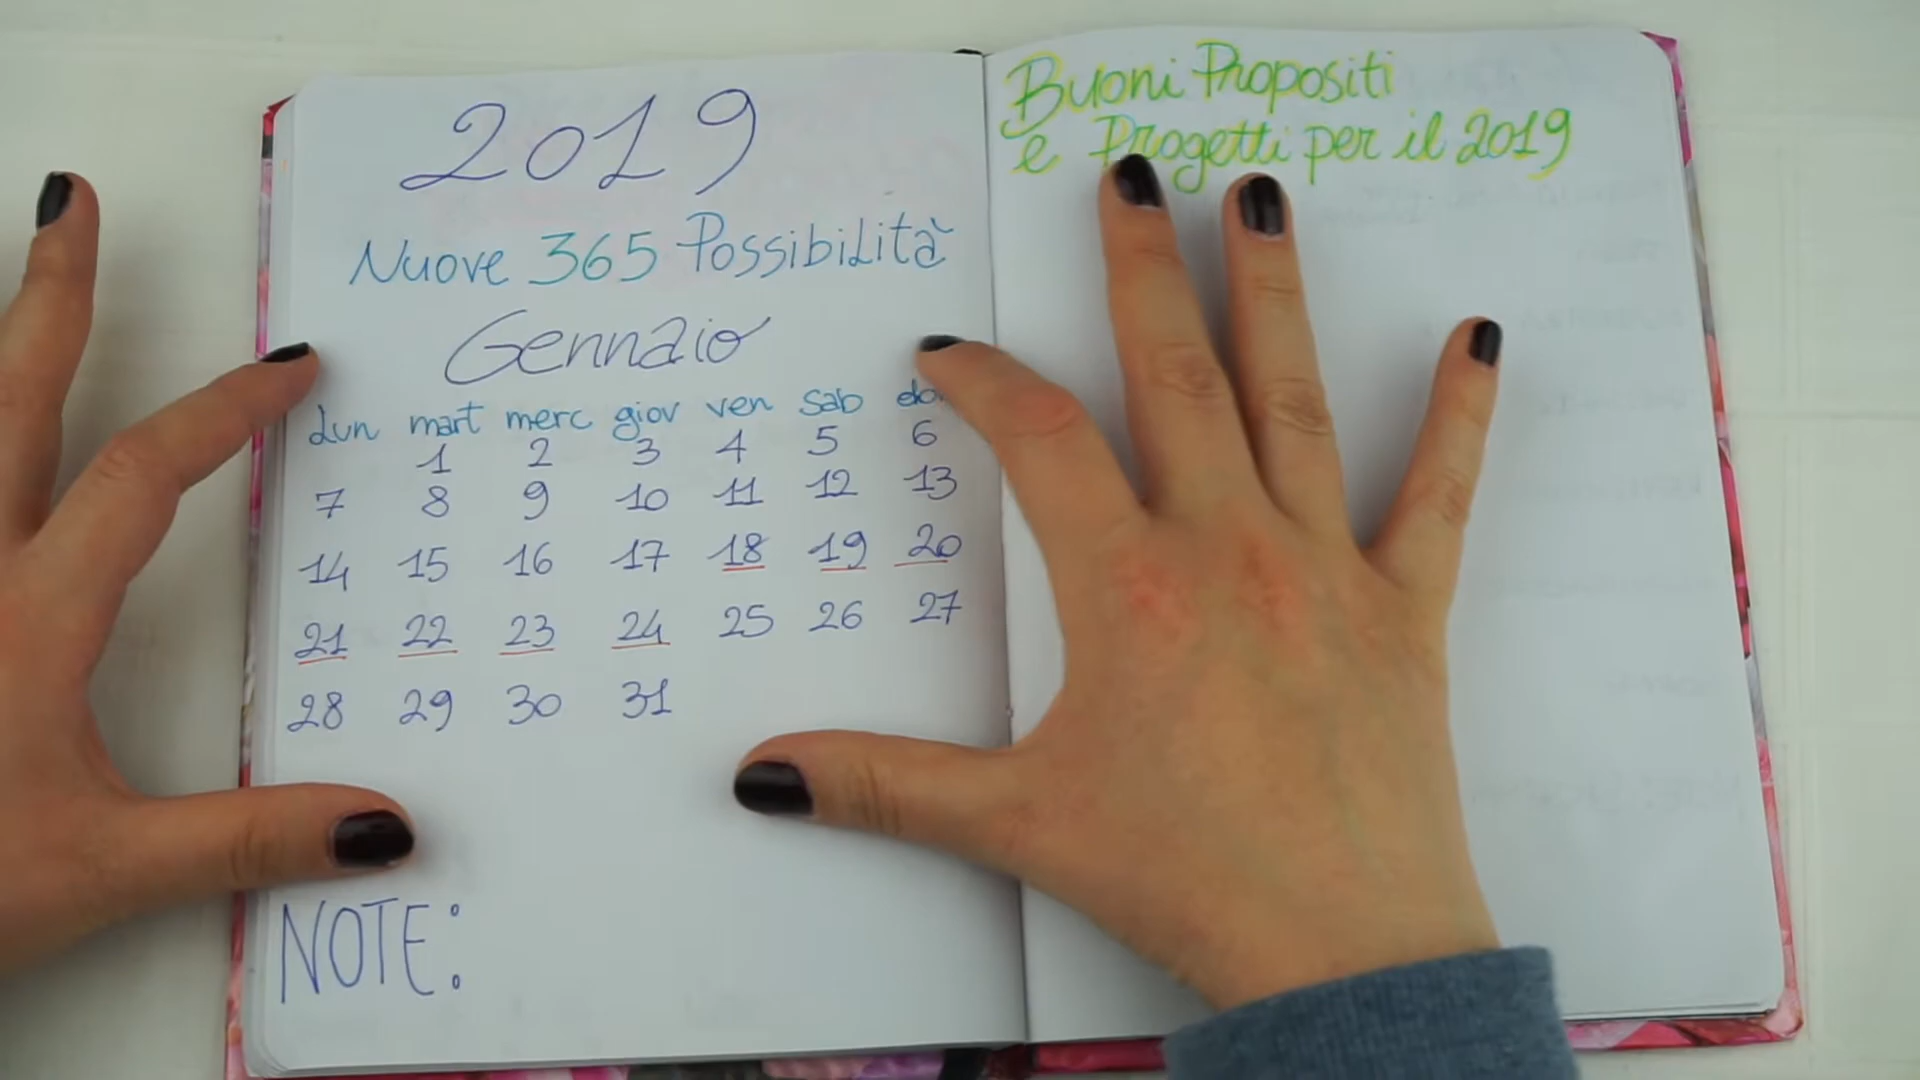 2019
Nuove 365 Possibilità
Gennaio
Lun mart merc giov ven sab
1 2 3 4 5 6
7 8 9 10 11 12 13
14 15 16 17 18 19 20
21 22 23 24 25 26 27
28 29 30 31
NOTE:
Buoni Propositi
e Progetti per il 2019